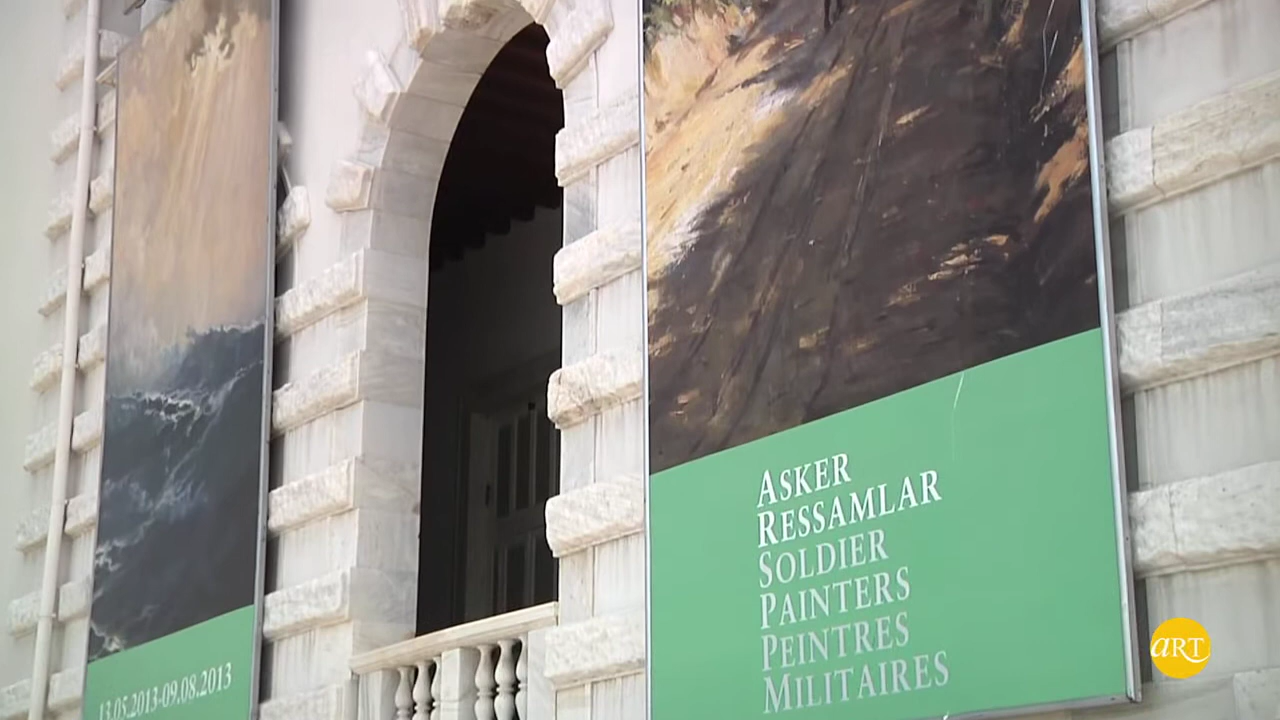 13.05.2013-09.08.2013
ASKER
RESSAMLAR
SOLDIER
PAINTERS
PEINTRES
MILITAIRES
ART